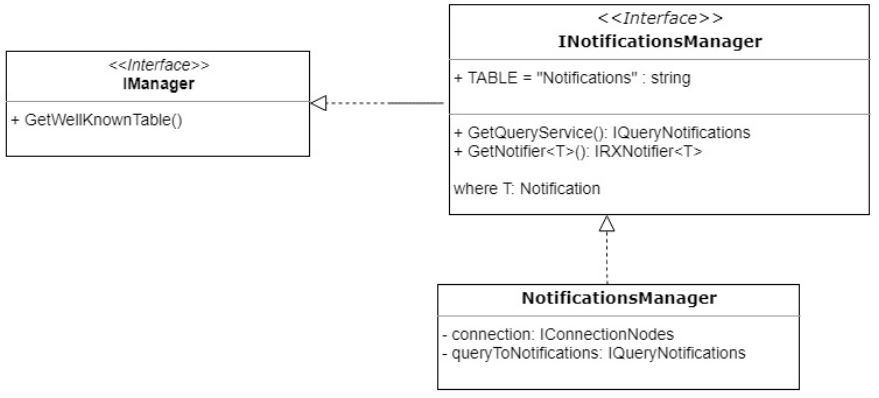 <<Interface>>
IManager
+ GetWellKnownTable()
<<Interface>>
INotificationsManager
+ TABLE = "Notifications" : string
+ GetQueryService(): IQueryNotifications
+ GetNotifier<T>(): IRXNotifier<T>
where T: Notification
NotificationsManager
- connection: IConnectionNodes
- queryToNotifications: IQueryNotifications